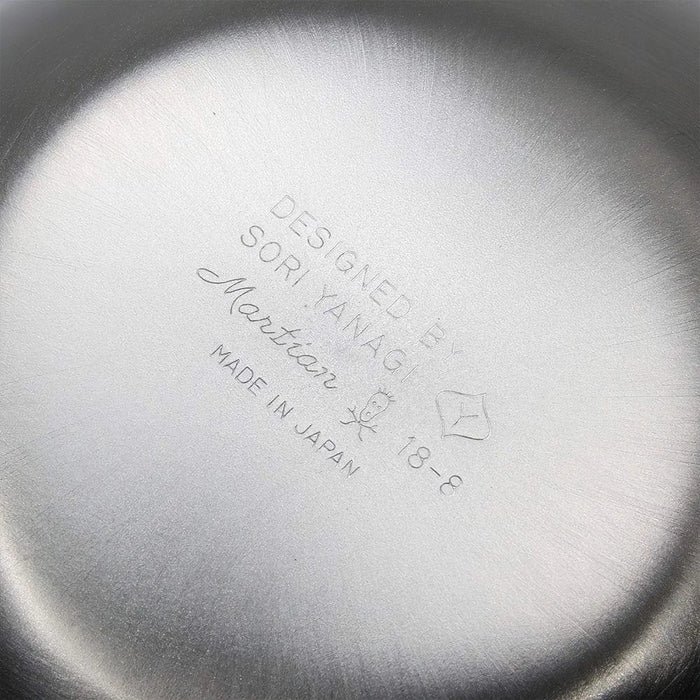 DESIGNED BY
SORI YANAGI
Martian 18-8
MADE IN JAPAN